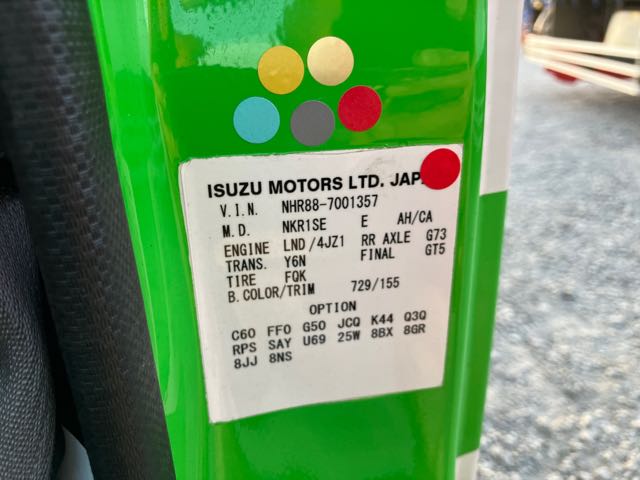 ISUZU MOTORS LTD. JAP
V.I.N. NHR88-7001357
M.D. NKR1SE E AH/CA
ENGINE LND/4JZ1 RR AXLE G73
TRANS. Y6N FINAL GT5
TIRE FQK
B.COLOR/TRIM 729/155
OPTION
C60 FF0 G50 JCQ K44 Q3Q
RPS SAY U69 25W 8BX 8GR
8JJ 8NS